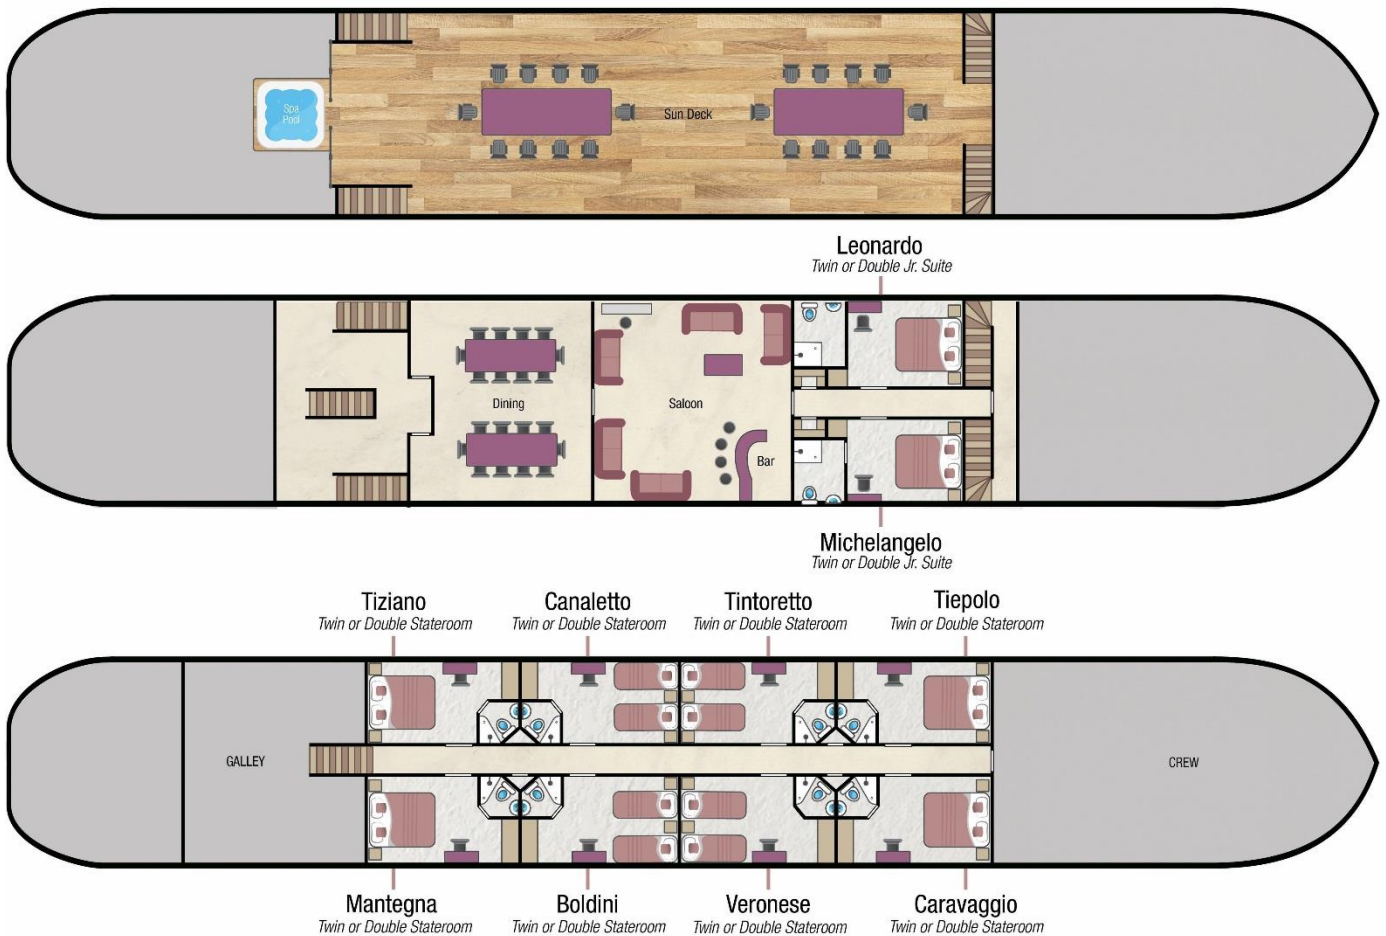 Spa
Pool
Sun Deck
Leonardo
Twin or Double Jr. Suite
Dining
Saloon
Bar
Michelangelo
Twin or Double Jr. Suite
Tiziano
Twin or Double Stateroom
Canaletto
Twin or Double Stateroom
Tintoretto
Twin or Double Stateroom
Tiepolo
Twin or Double Stateroom
GALLEY
CREW
Mantegna
Twin or Double Stateroom
Boldini
Twin or Double Stateroom
Veronese
Twin or Double Stateroom
Caravaggio
Twin or Double Stateroom